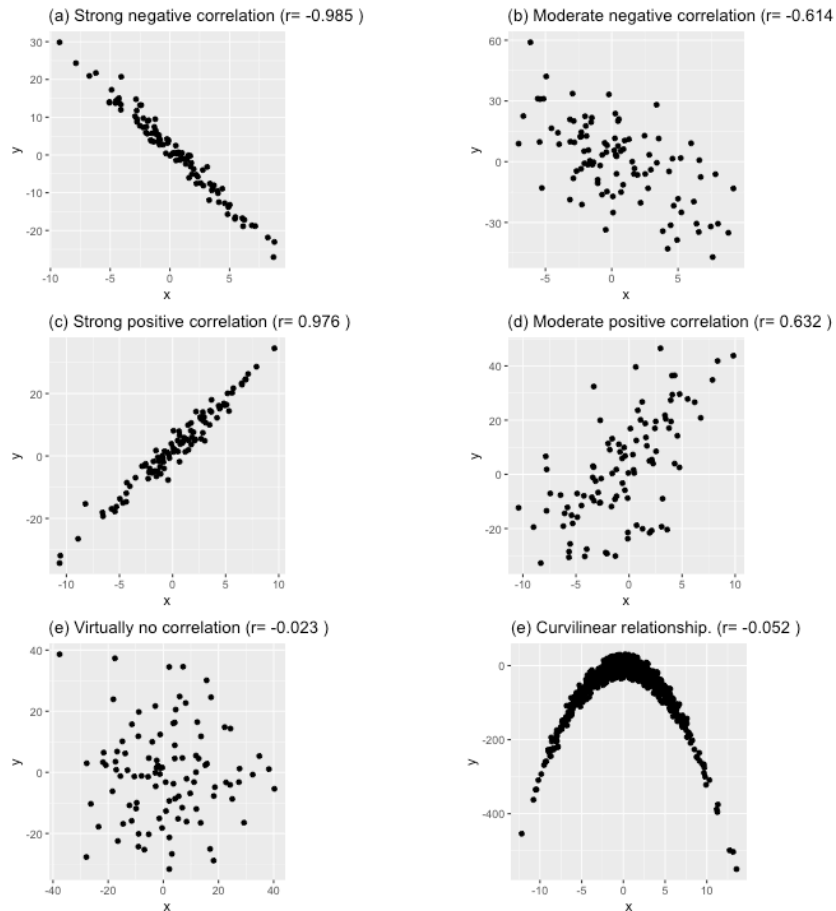 (a) Strong negative correlation (r= -0.985 )
(b) Moderate negative correlation (r= -0.614
30
20
10
0
-10
-20
y
-10
-5
0
5
x
60
30
0
-30
y
-5
0
5
x
(c) Strong positive correlation (r= 0.976 )
(d) Moderate positive correlation (r= 0.632 )
20
0
-20
y
-10
-5
0
5
10
x
40
20
0
-20
y
-10
-5
0
5
10
x
(e) Virtually no correlation (r= -0.023 )
(e) Curvilinear relationship. (r= -0.052 )
40
20
0
-20
y
-40
-20
0
20
40
x
0
-200
-400
y
-10
-5
0
5
10
x